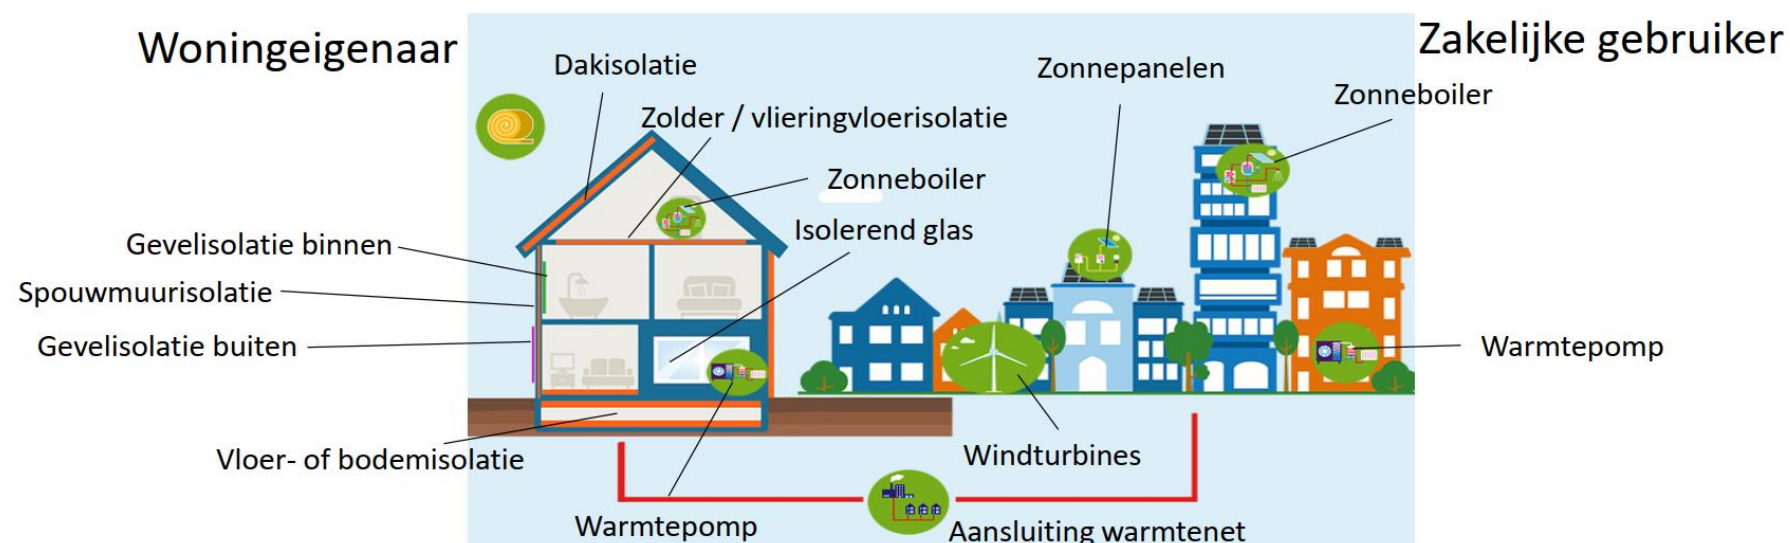 Woningeigenaar
Zakelijke gebruiker
Dakisolatie
Zonnepanelen
Zonneboiler
Zolder / vlieringvloerisolatie
Zonneboiler
Isolerend glas
Gevelisolatie binnen
Spouwmuurisolatie
Gevelisolatie buiten
Warmtepomp
Vloer- of bodemisolatie
Windturbines
Warmtepomp
Aansluiting warmtenet